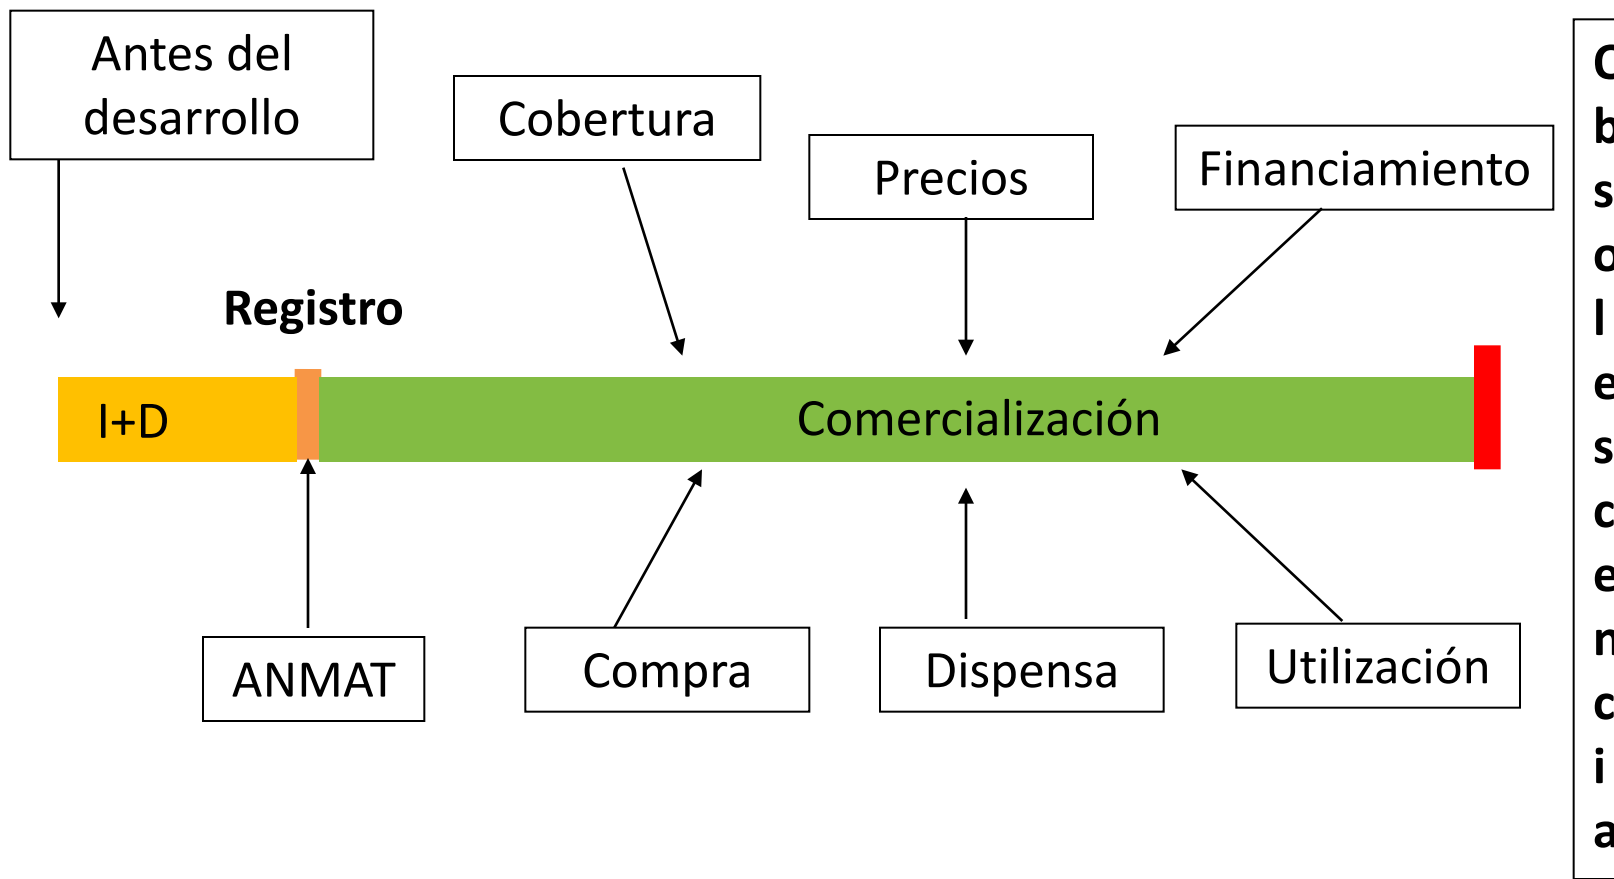 Antes del
desarrollo
Cobertura
Precios
Financiamiento
Registro
I+D
Comercialización
ANMAT
Compra
Dispensa
Utilización
O
b
s
o
l
e
s
c
e
n
c
i
a